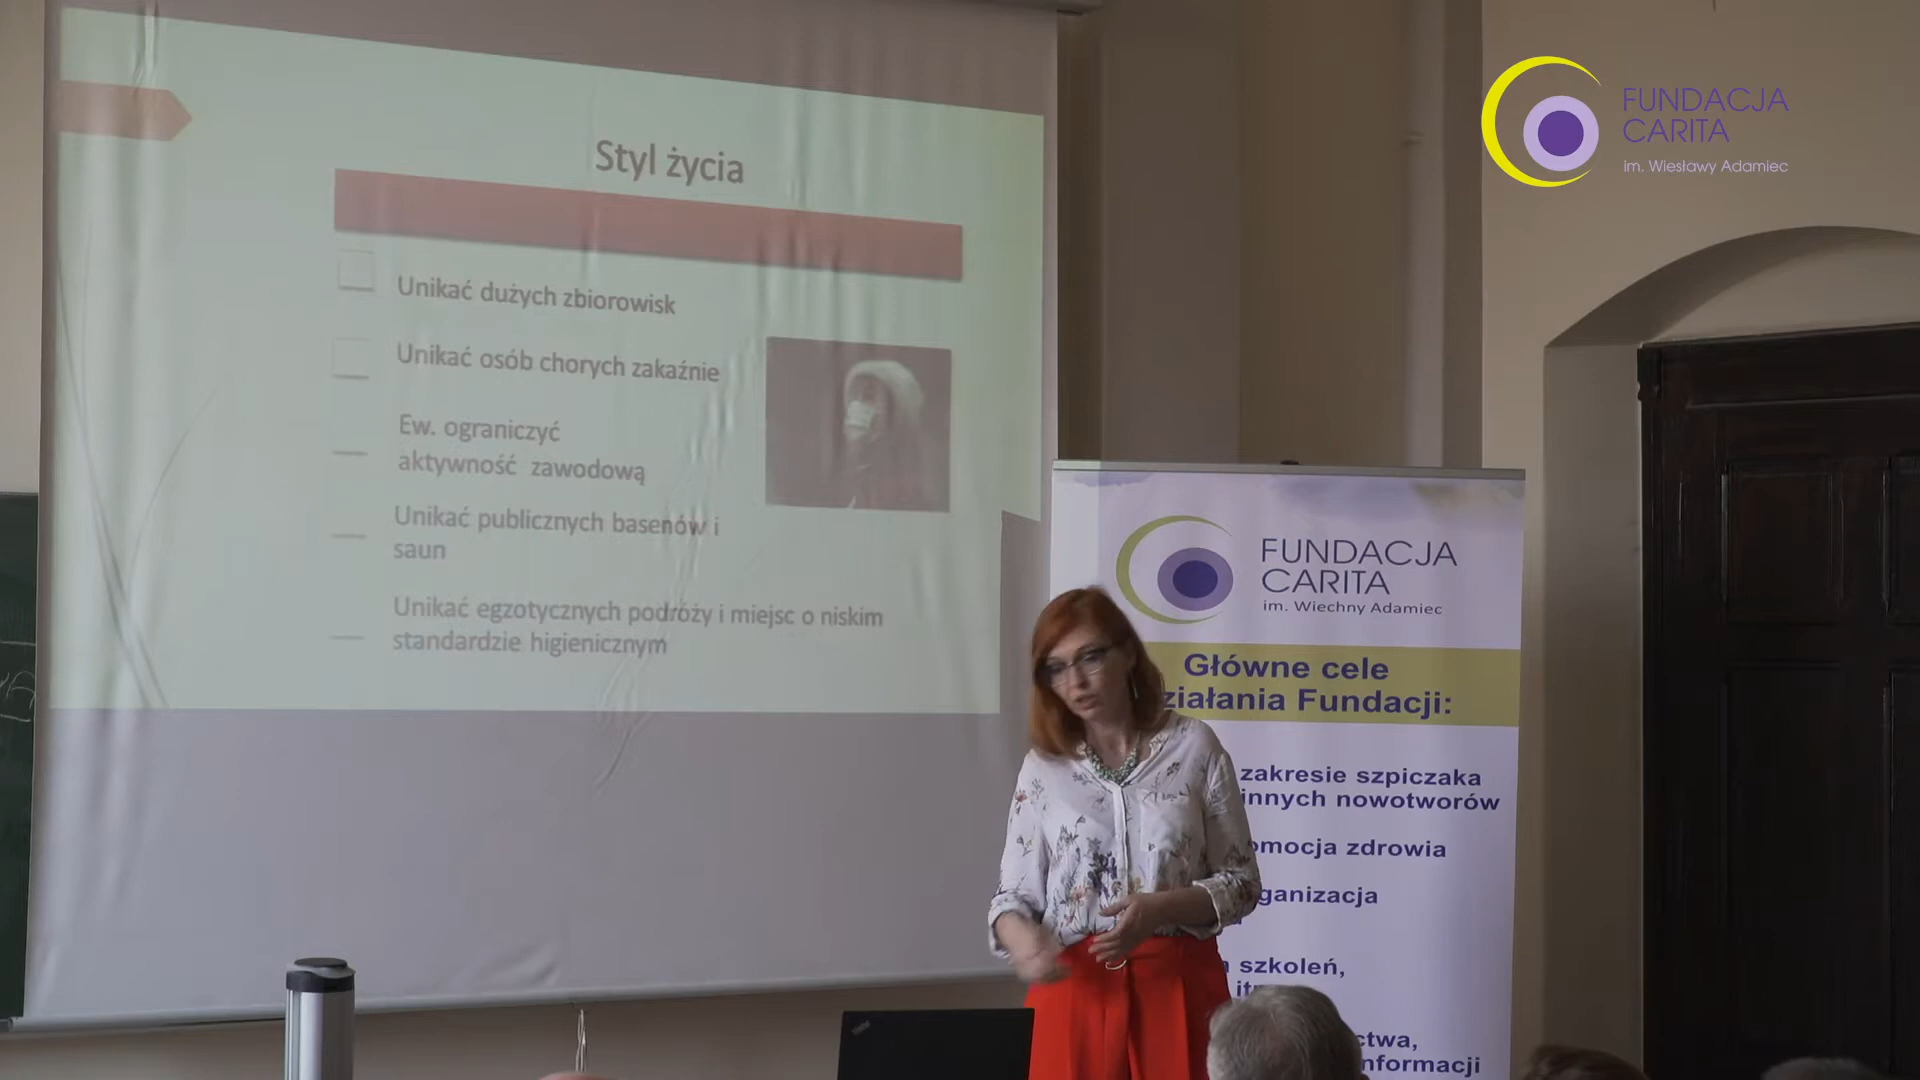 Styl życia
Unikać dużych zbiorowisk
Unikać osób chorych zakaźnie
Ew. ograniczyć
aktywność zawodową
Unikać publicznych basenów i
saun
Unikać egzotycznych podróży i miejsc o niskim
standardzie higienicznym
FUNDACJA
CARITA
im. Wiesławy Adamiec
FUNDACJA
CARITA
im. Wiechny Adamiec
Główne cele
ziałania Fundacji:
zakresie szpiczaka
innych nowotworów
omocja zdrowia
ganizacja
szkoleń,
ctwa,
nformacji
ThinkPad